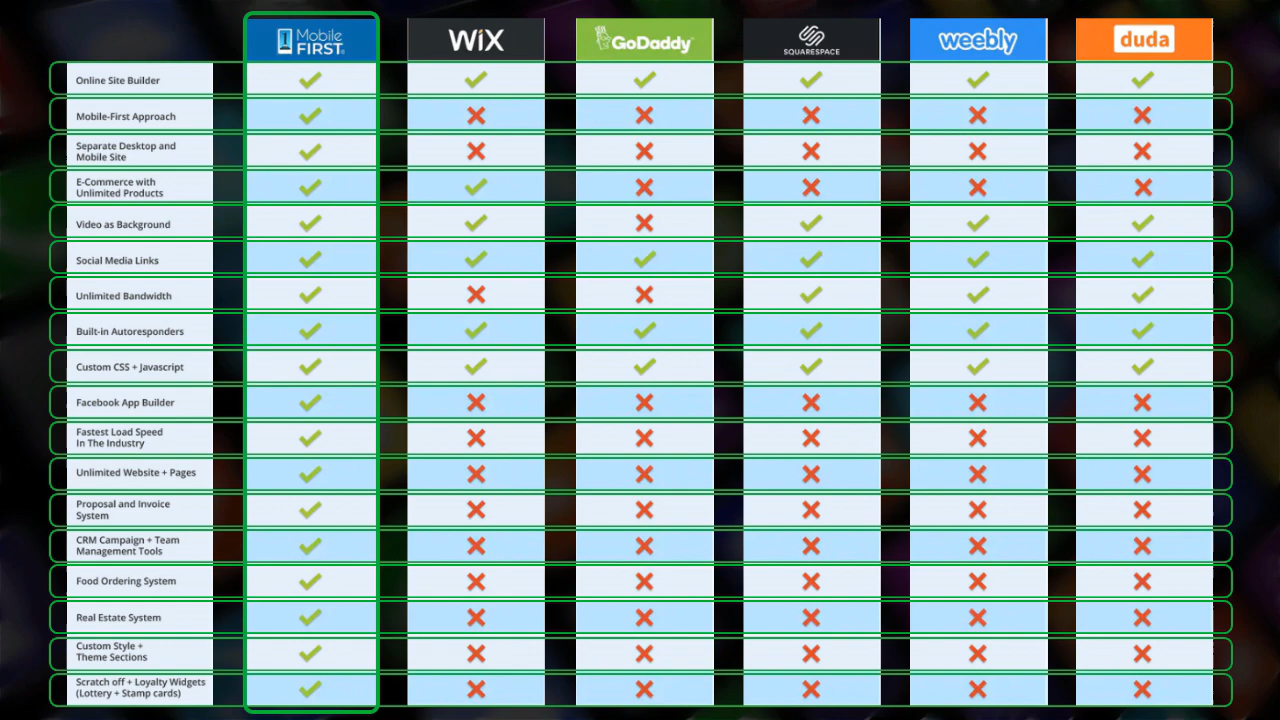 Mobile FIRST
WiX
GoDaddy
SQUARESPACE
weebly
duda
Online Site Builder
Mobile-First Approach
Separate Desktop and
Mobile Site
E-Commerce with
Unlimited Products
Video as Background
Social Media Links
Unlimited Bandwidth
Built-in Autoresponders
Custom CSS + Javascript
Facebook App Builder
Fastest Load Speed
In The Industry
Unlimited Website + Pages
Proposal and Invoice
System
CRM Campaign + Team
Management Tools
Food Ordering System
Real Estate System
Custom Style +
Theme Sections
Scratch off + Loyalty Widgets
(Lottery + Stamp cards)